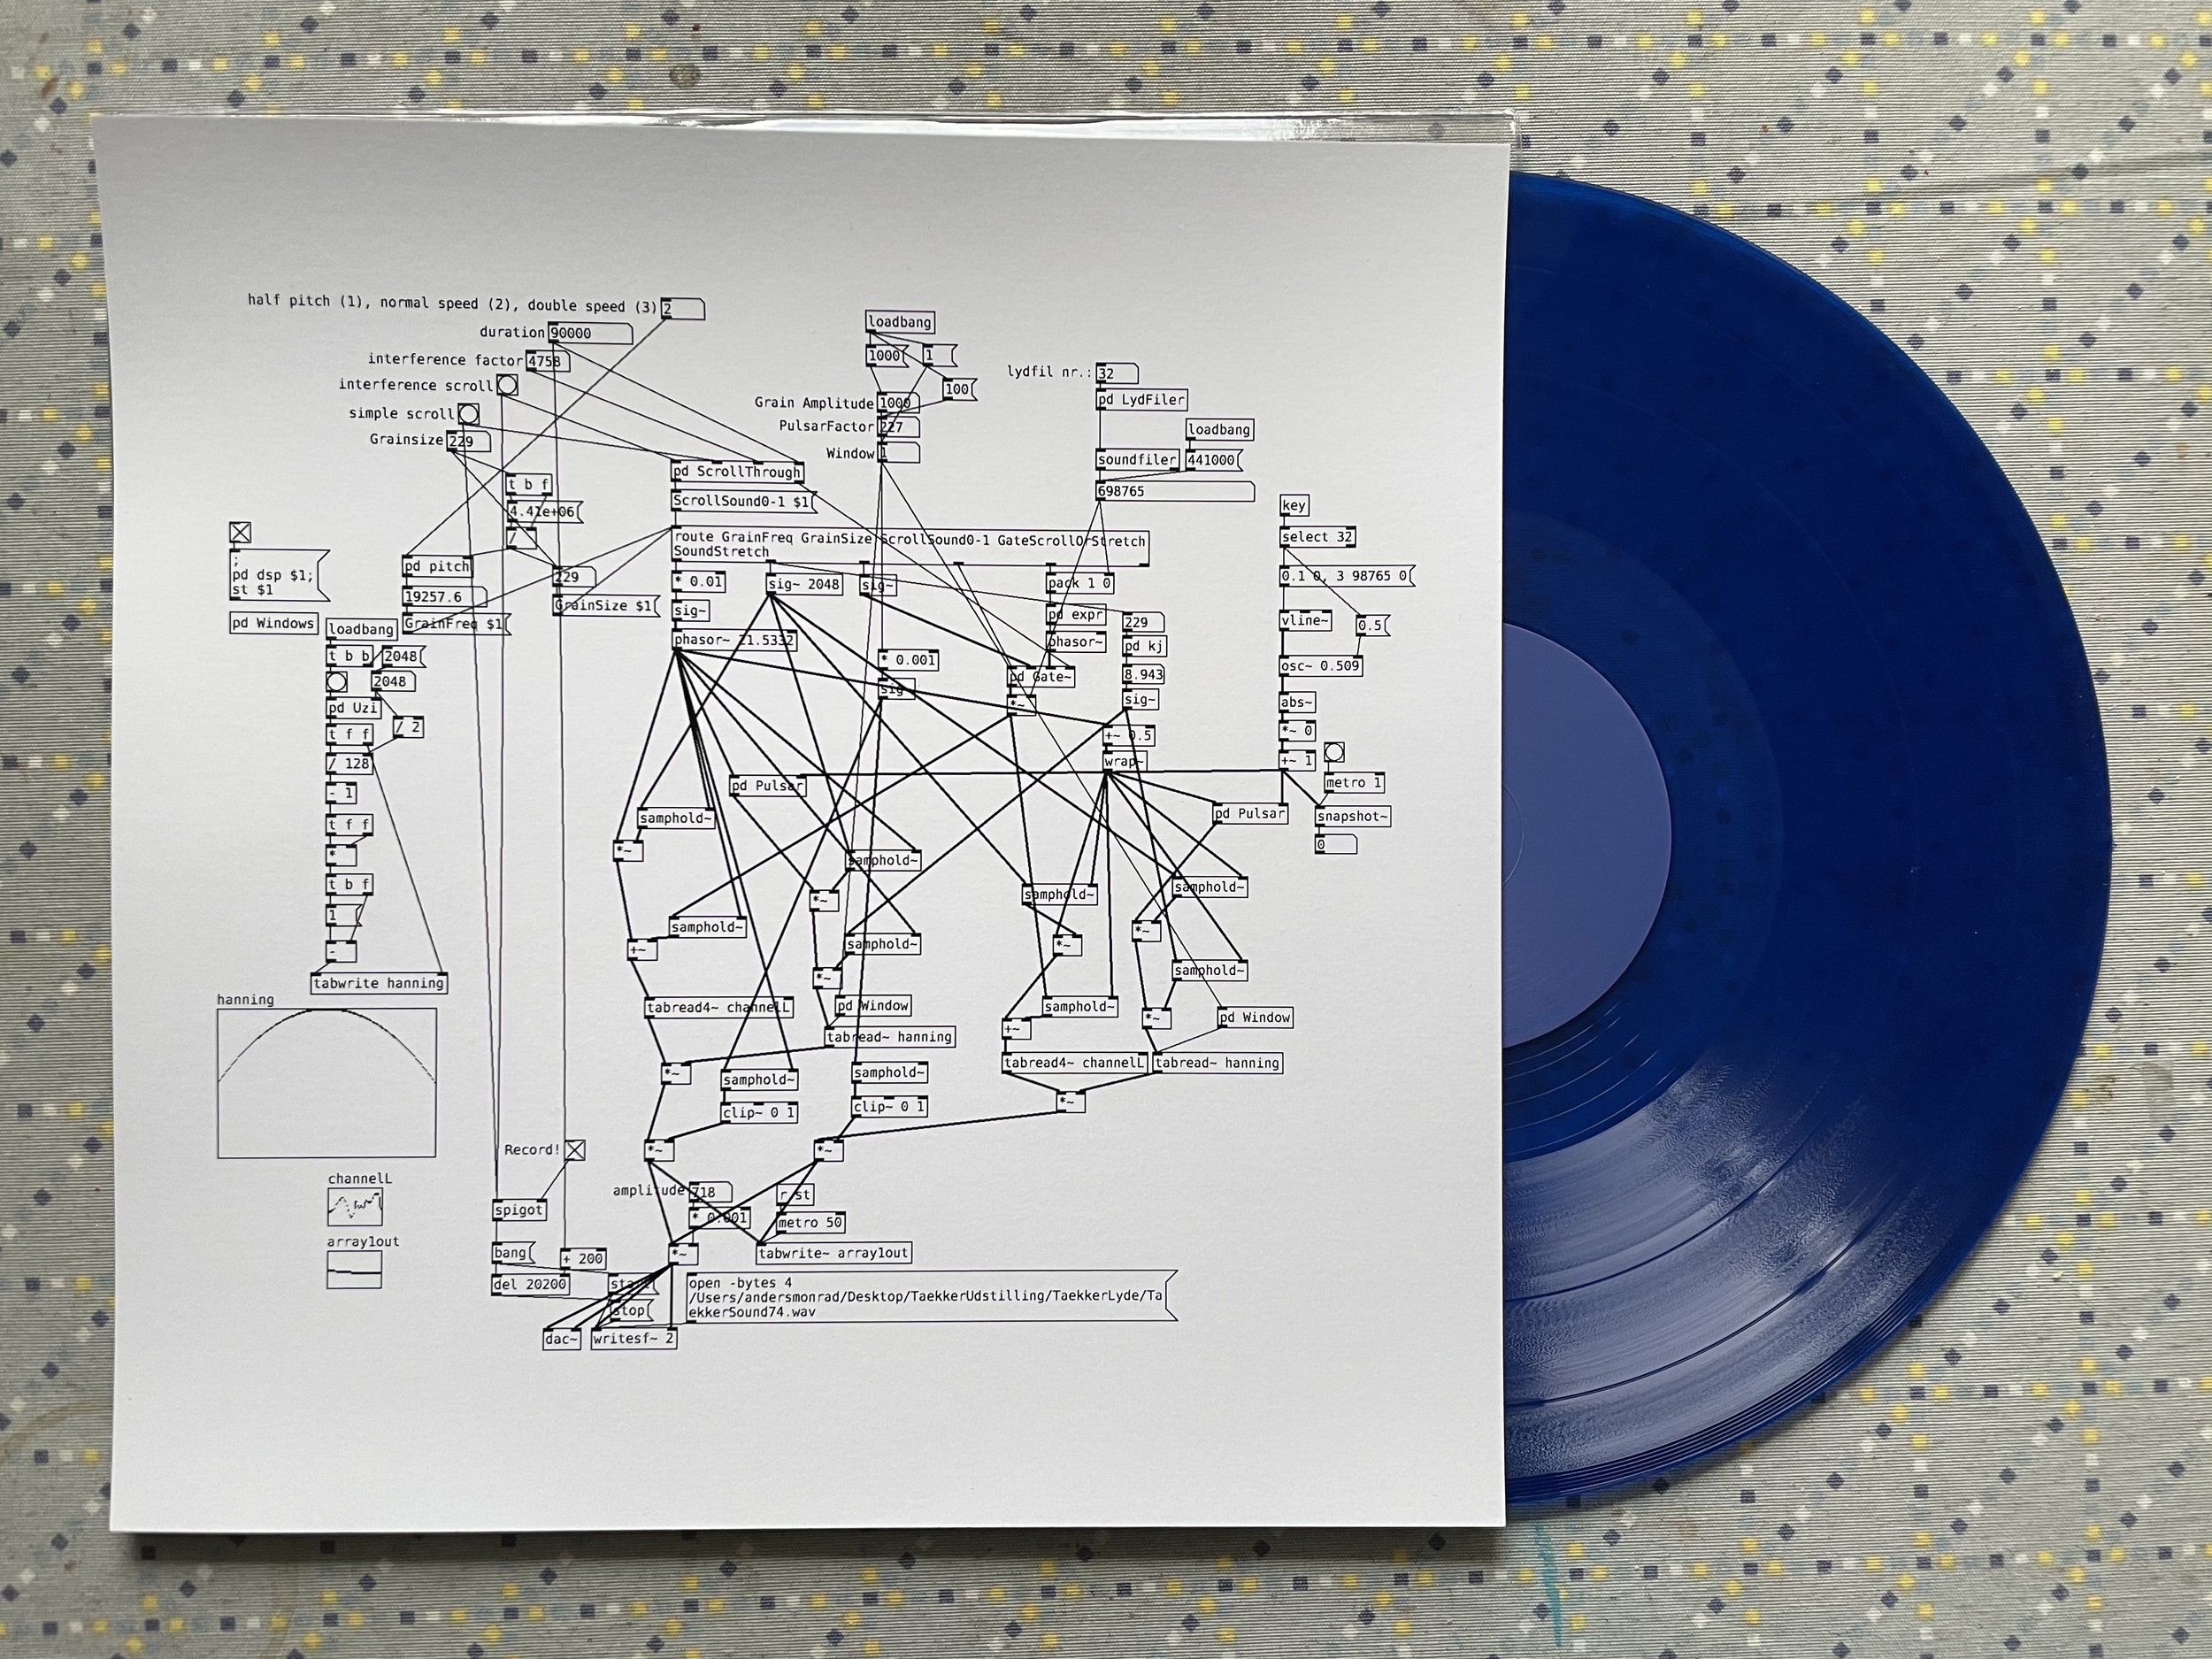 half pitch (1), normal speed (2), double speed (3) 2
duration 90000
interference factor 4758
interference scroll
simple scroll
Grainsize 229
t b f
4.41e+06
/
pd pitch
19257.6
GrainFreq $1
229
GrainSize $1
;
pd dsp $1;
st $1
pd Windows
loadbang
t b b
2048
2048
pd Uzi
/ 2
t f f
/ 128
- 1
t f f
*
t b f
1
-
tabwrite hanning
hanning
channelL
array1out
loadbang
1000
1
100
Grain Amplitude 1000
PulsarFactor 227
Window 1
pd ScrollThrough
ScrollSound0-1 $1
route GrainFreq GrainSize ScrollSound0-1 GateScrollOrStretch
SoundStretch
* 0.01
sig~
phasor~ 21.5332
sig~ 2048
sig~
* 0.001
sig~
lydfil nr.: 32
pd LydFiler
loadbang
soundfiler
441000
698765
pack 1 0
pd expr
phasor~
229
pd kj
8.943
sig~
pd Gate~
*~
+~ 0.5
wrap~
key
select 32
0.1 0, 3 98765 0
vline~
0.5
osc~ 0.509
abs~
*~ 0
+~ 1
metro 1
snapshot~
0
pd Pulsar
pd Pulsar
samphold~
*~
samphold~
*~
samphold~
+~
samphold~
*~
tabread4~ channelL
pd Window
tabread~ hanning
*~
samphold~
clip~ 0 1
samphold~
clip~ 0 1
*~
*~
samphold~
*~
samphold~
*~
samphold~
samphold~
+~
*~
pd Window
tabread4~ channelL
tabread~ hanning
*~
Record!
spigot
bang
del 20200
+ 200
start
stop
amplitude 718
* 0.001
r st
metro 50
*~
tabwrite~ array1out
open -bytes 4
/Users/andersmonrad/Desktop/TaekkerUdstilling/TaekkerLyde/Ta
ekkerSound74.wav
dac~
writesf~ 2